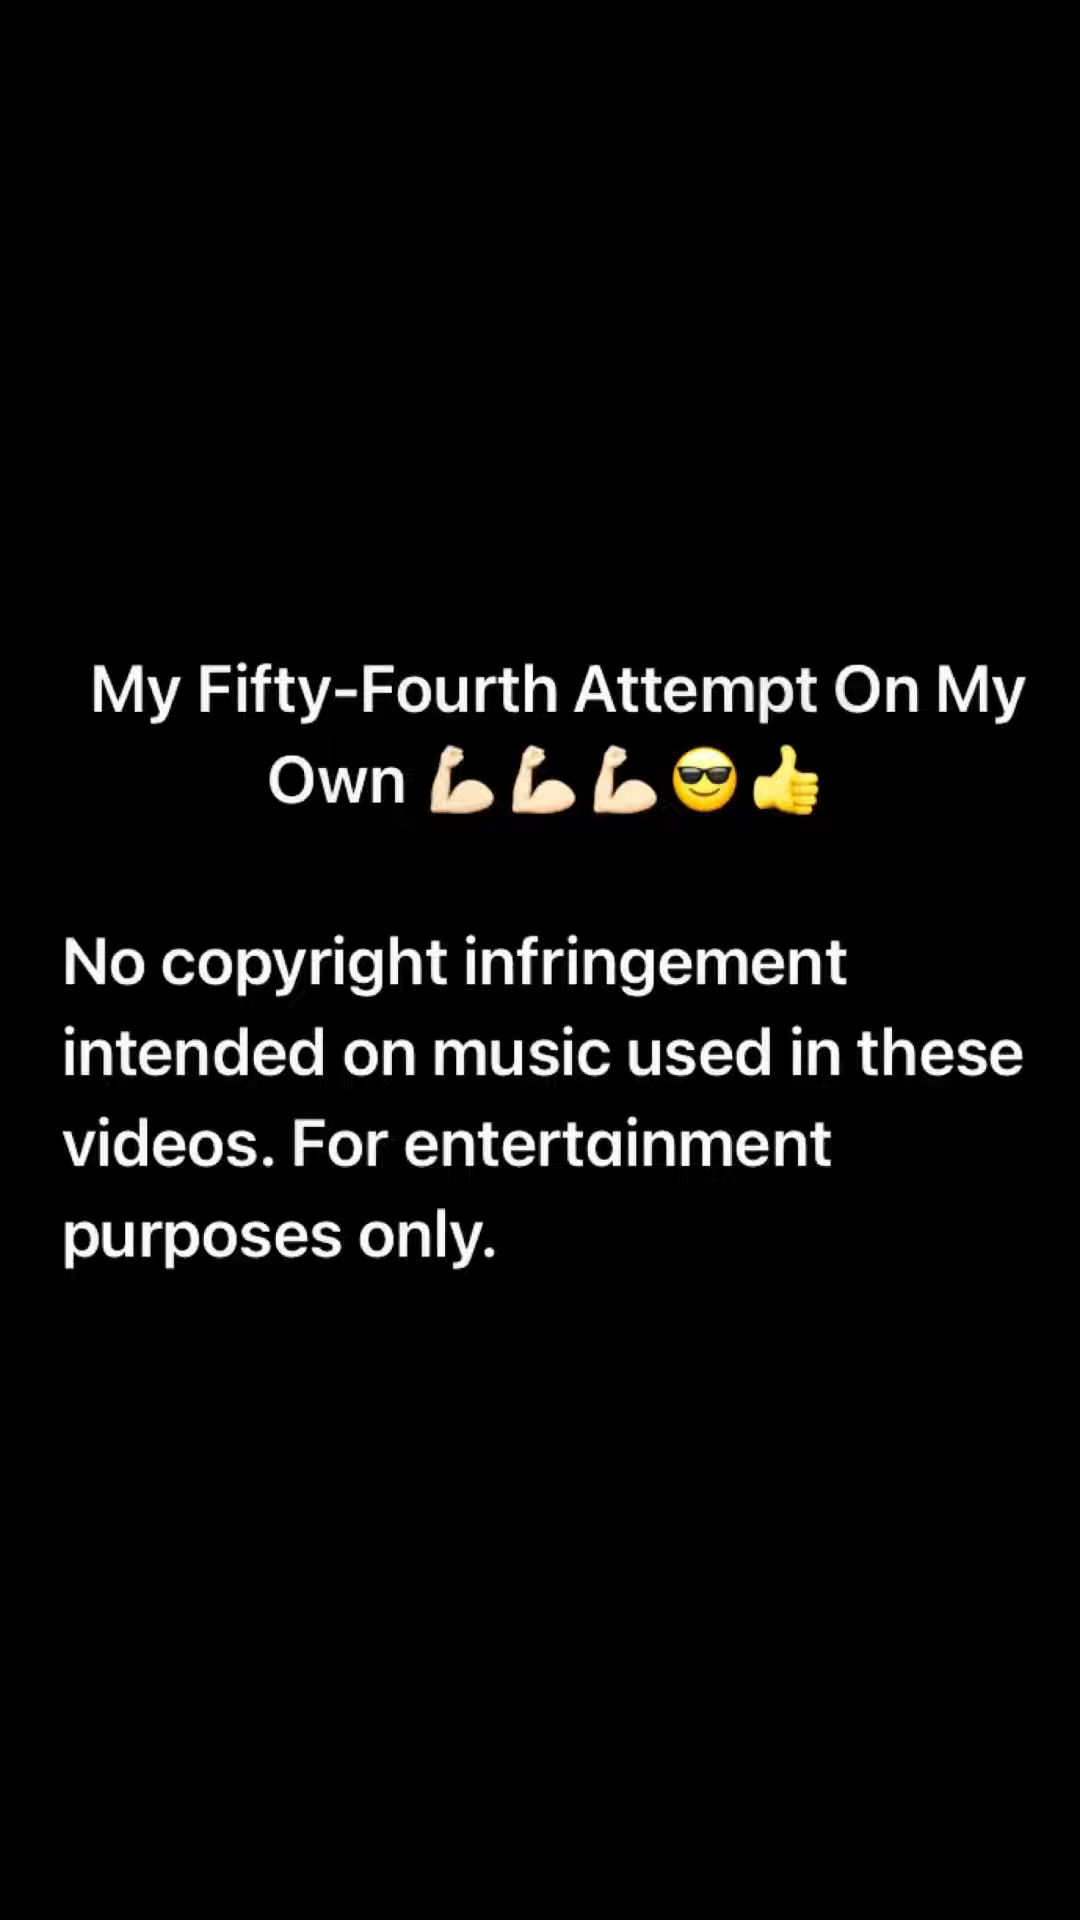 My Fifty-Fourth Attempt On My
Own 💪🏻💪🏻💪🏻😎👍
No copyright infringement
intended on music used in these
videos. For entertainment
purposes only.